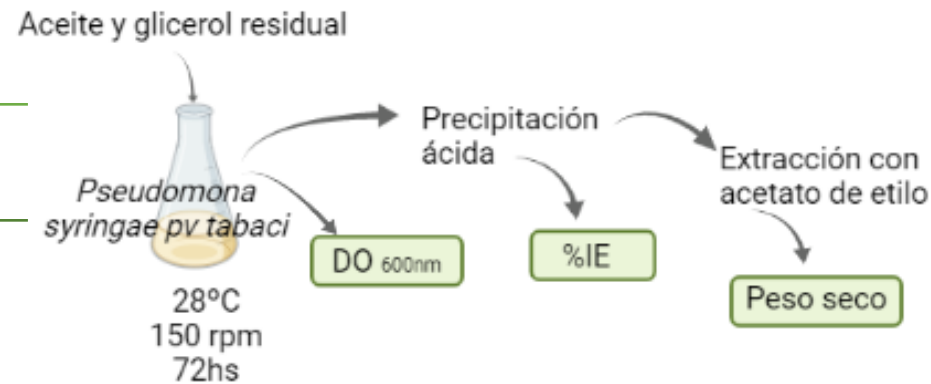 Aceite y glicerol residual
Pseudomona
syringae pv tabaci
28°C
150 rpm
72hs
DO 600nm
Precipitación
ácida
%IE
Extracción con
acetato de etilo
Peso seco